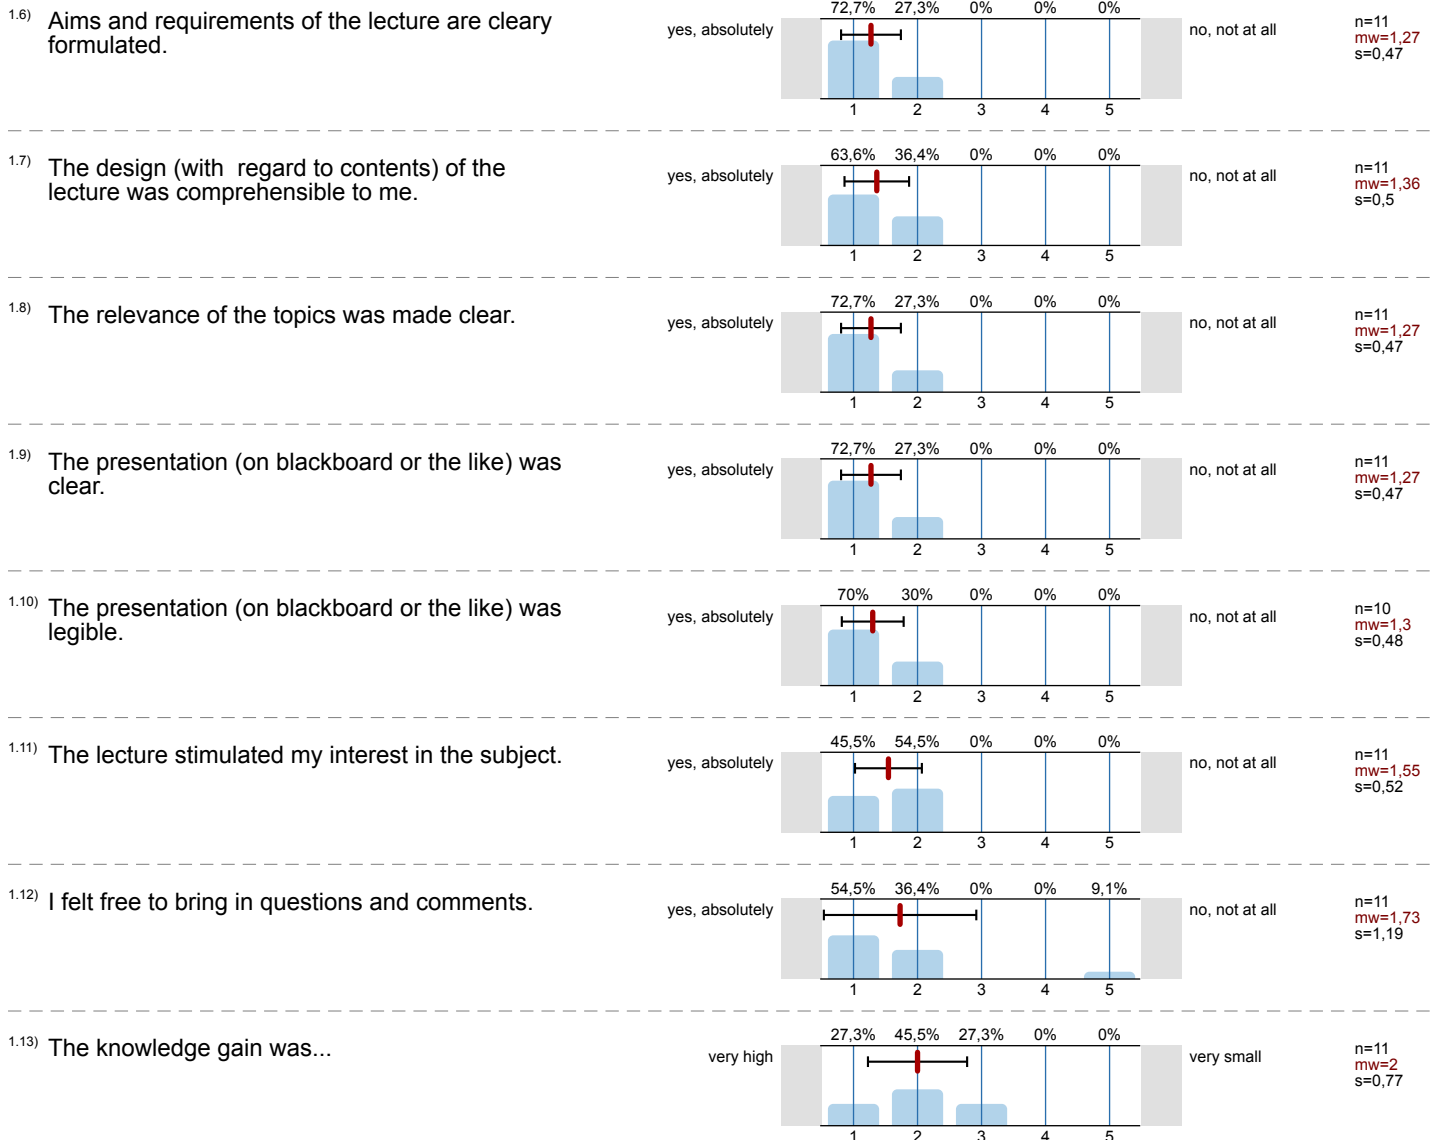 1.6) Aims and requirements of the lecture are cleary
formulated.
yes, absolutely
72,7% 27,3% 0% 0% 0%
1 2 3 4 5
no, not at all
n=11
mw=1,27
s=0,47
1.7) The design (with regard to contents) of the
lecture was comprehensible to me.
yes, absolutely
63,6% 36,4% 0% 0% 0%
1 2 3 4 5
no, not at all
n=11
mw=1,36
s=0,5
1.8) The relevance of the topics was made clear.
yes, absolutely
72,7% 27,3% 0% 0% 0%
1 2 3 4 5
no, not at all
n=11
mw=1,27
s=0,47
1.9) The presentation (on blackboard or the like) was
clear.
yes, absolutely
72,7% 27,3% 0% 0% 0%
1 2 3 4 5
no, not at all
n=11
mw=1,27
s=0,47
1.10) The presentation (on blackboard or the like) was
legible.
yes, absolutely
70% 30% 0% 0% 0%
1 2 3 4 5
no, not at all
n=10
mw=1,3
s=0,48
1.11) The lecture stimulated my interest in the subject.
yes, absolutely
45,5% 54,5% 0% 0% 0%
1 2 3 4 5
no, not at all
n=11
mw=1,55
s=0,52
1.12) I felt free to bring in questions and comments.
yes, absolutely
54,5% 36,4% 0% 0% 9,1%
1 2 3 4 5
no, not at all
n=11
mw=1,73
s=1,19
1.13) The knowledge gain was...
very high
27,3% 45,5% 27,3% 0% 0%
1 2 3 4 5
very small
n=11
mw=2
s=0,77